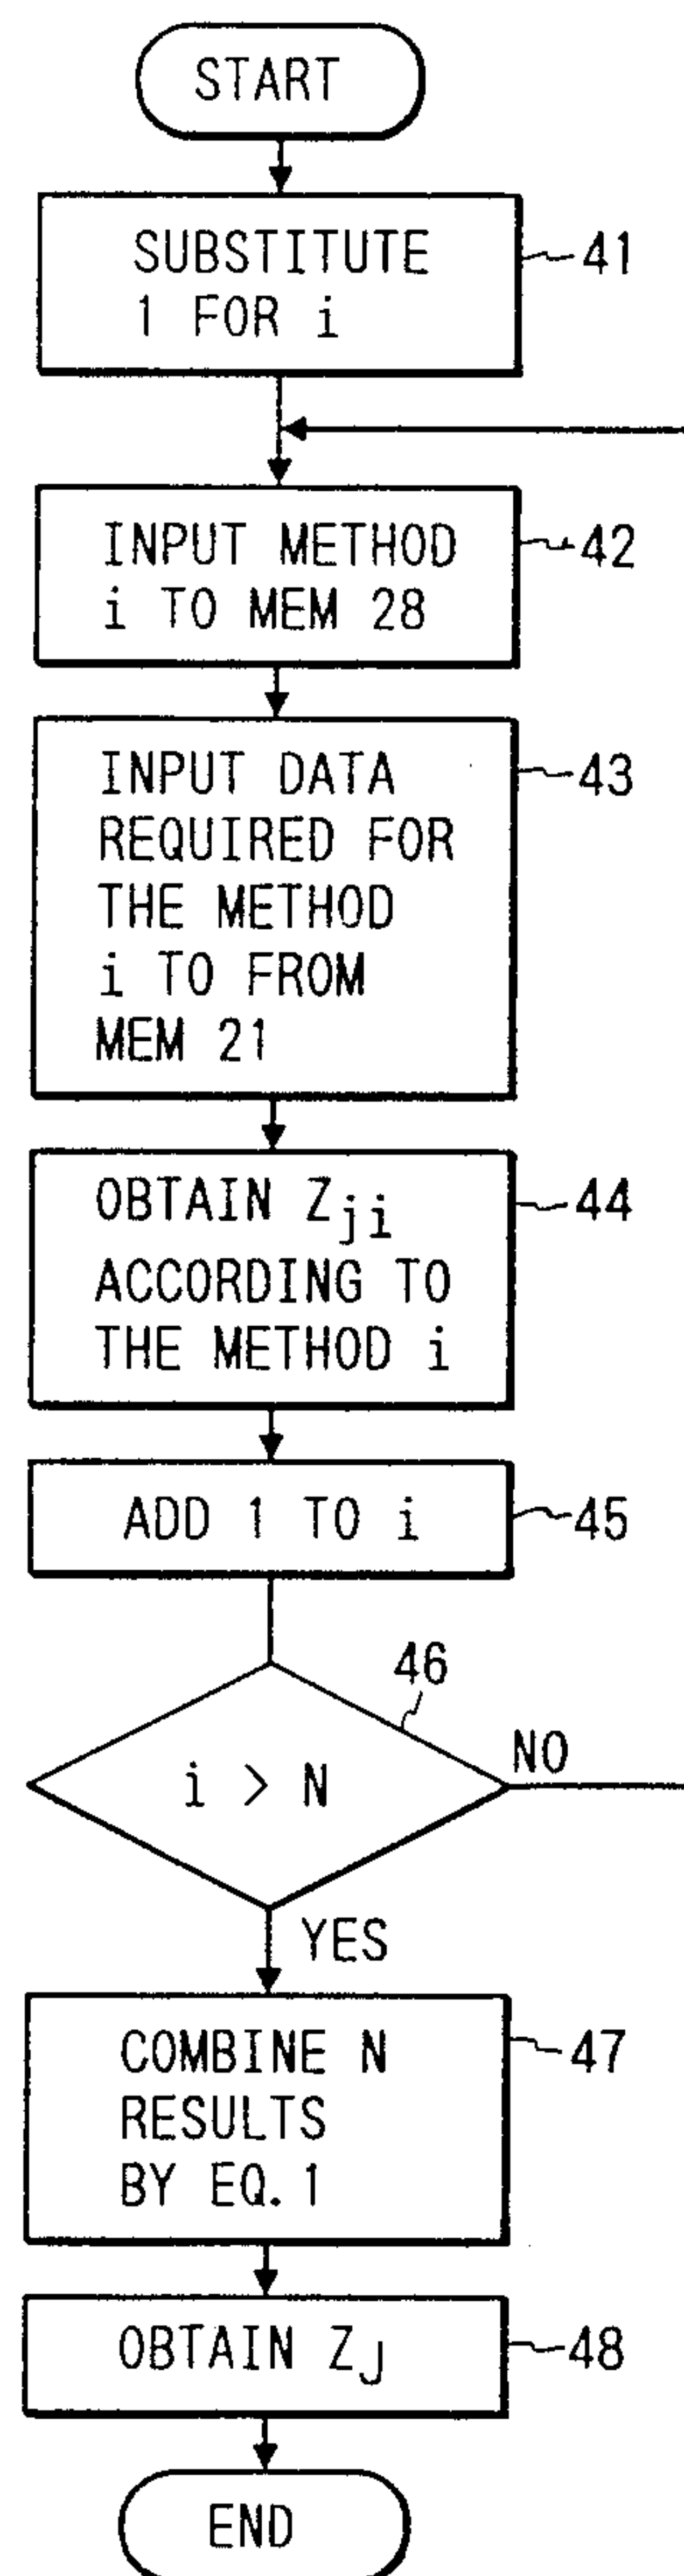 START
SUBSTITUTE
1 FOR i
41
INPUT METHOD
i TO MEM 28
42
INPUT DATA
REQUIRED FOR
THE METHOD
i TO FROM
MEM 21
43
OBTAIN Zji
ACCORDING TO
THE METHOD i
44
ADD 1 TO i
45
46
i > N
NO
YES
COMBINE N
RESULTS
BY EQ.1
47
OBTAIN ZJ
48
END